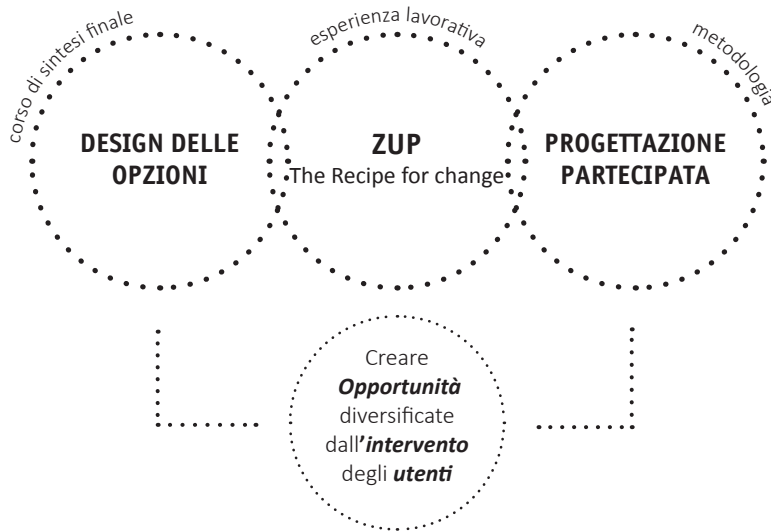 corso di sintesi finale
esperienza lavorativa
metodologia
DESIGN DELLE
OPZIONI
ZUP
The Recipe for change
PROGETTAZIONE
PARTECIPATA
Creare
Opportunità
diversificate
dall'intervento
degli utenti